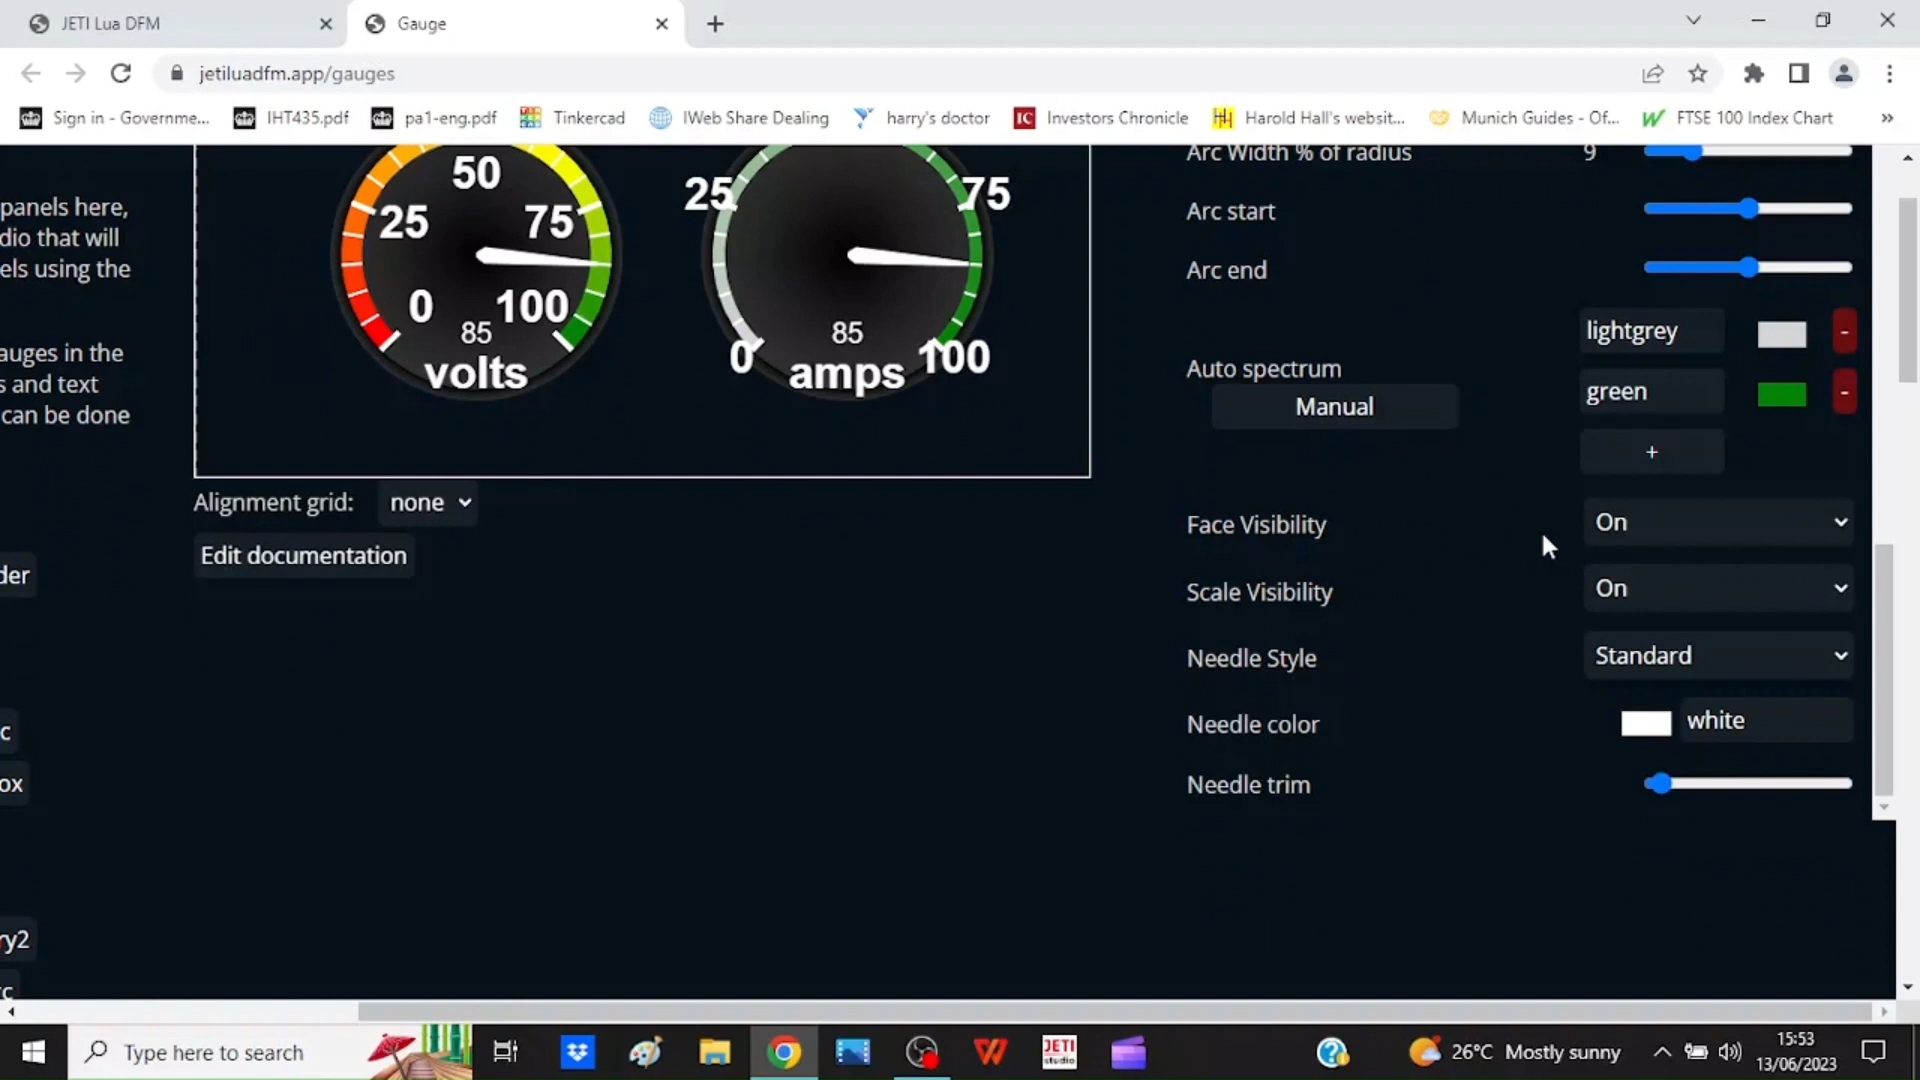 JETI Lua DFM
Gauge
jetiluadfm.app/gauges
Sign in - Governme...
IHT435.pdf
pa1-eng.pdf
Tinkercad
IWeb Share Dealing
harry's doctor
IC
Investors Chronicle
Harold Hall's websit...
Munich Guides - Of...
FTSE 100 Index Chart
»
panels here,
dio that will
els using the
auges in the
s and text
can be done
der
c
ox
ry2
rc
50
25
75
0
100
85
volts
25
75
0
100
85
amps
Alignment grid:
none
Edit documentation
Arc Width % of radius
9
Arc start
Arc end
Auto spectrum
Manual
lightgrey
-
green
-
+
Face Visibility
On
Scale Visibility
On
Needle Style
Standard
Needle color
white
Needle trim
Type here to search
JETI
studio
26°C Mostly sunny
15:53
13/06/2023